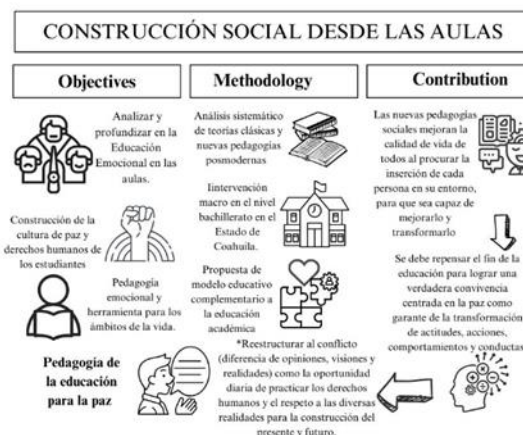 CONSTRUCCIÓN SOCIAL DESDE LAS AULAS
Objectives
Analizar y
profundizar en la
Educación
Emocional en las
aulas.
Construcción de la
cultura de paz y
derechos humanos de
los estudiantes
Pedagogía
emocional y
herramienta para los
ámbitos de la vida.
Pedagogía de
la educación
para la paz
Methodology
Análisis sistemático
de teorías clásicas y
nuevas pedagogías
posmodernas.
Iintervención
macro en el nivel
bachillerato en el
Estado de
Coahuila.
Propuesta de
modelo educativo
complementario a
la educación
académica
*Reestructurar al conflicto
(diferencia de opiniones, visiones y
realidades) como la oportunidad
diaria de practicar los derechos
humanos y el respeto a las diversas
realidades para la construcción del
presente y futuro.
Contribution
Las nuevas pedagogías
sociales mejoran la
calidad de vida de
todos al procurar la
inserción de cada
persona en su entorno,
para que sea capaz de
mejorarlo y
transformarlo
Se debe repensar el fin de la
educación para lograr una
verdadera convivencia
centrada en la paz como
garante de la transformación
de actitudes, acciones,
comportamientos y conductas